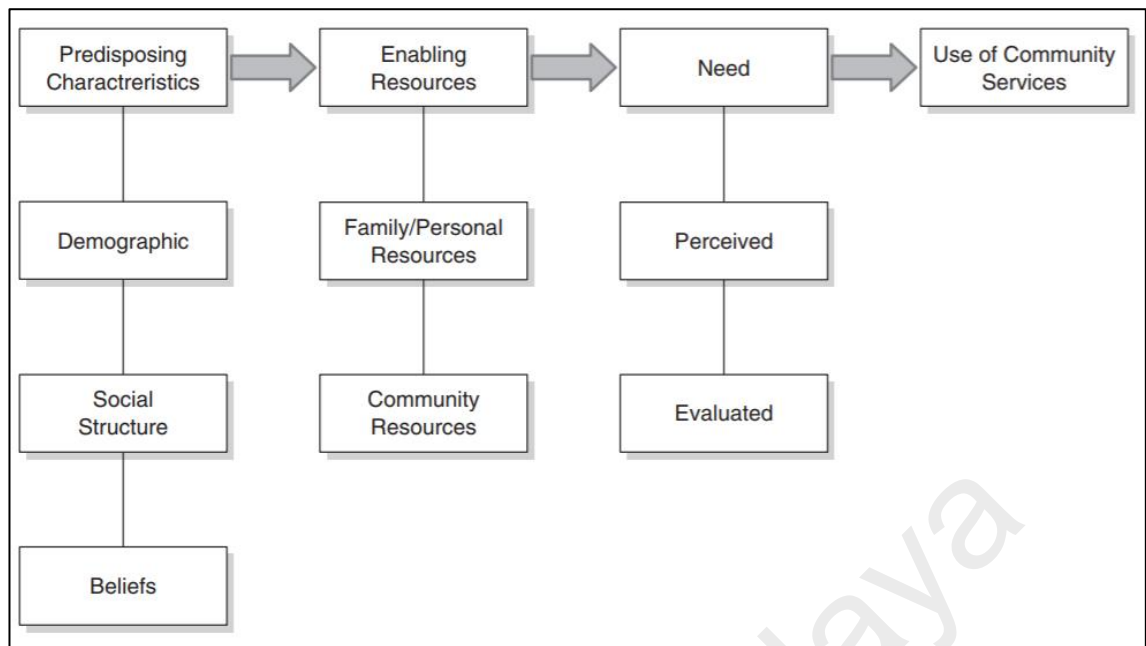 Predisposing
Charactreristics
Enabling
Resources
Need
Use of Community
Services
Demographic
Family/Personal
Resources
Perceived
Social
Structure
Community
Resources
Evaluated
Beliefs
laya